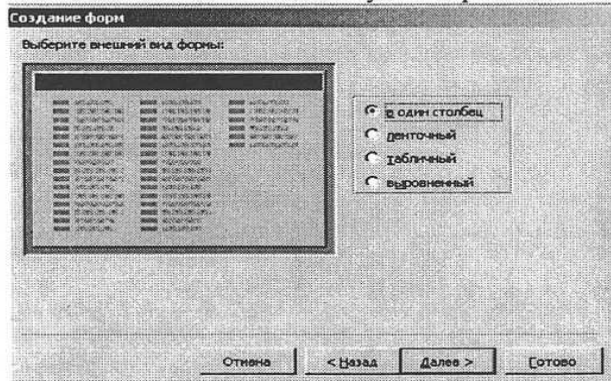 Создание форм
Выберите внешний вид формы:
в один столбец
ленточный
табличный
выровненный
Отмена
< Назад
Далее >
Готово